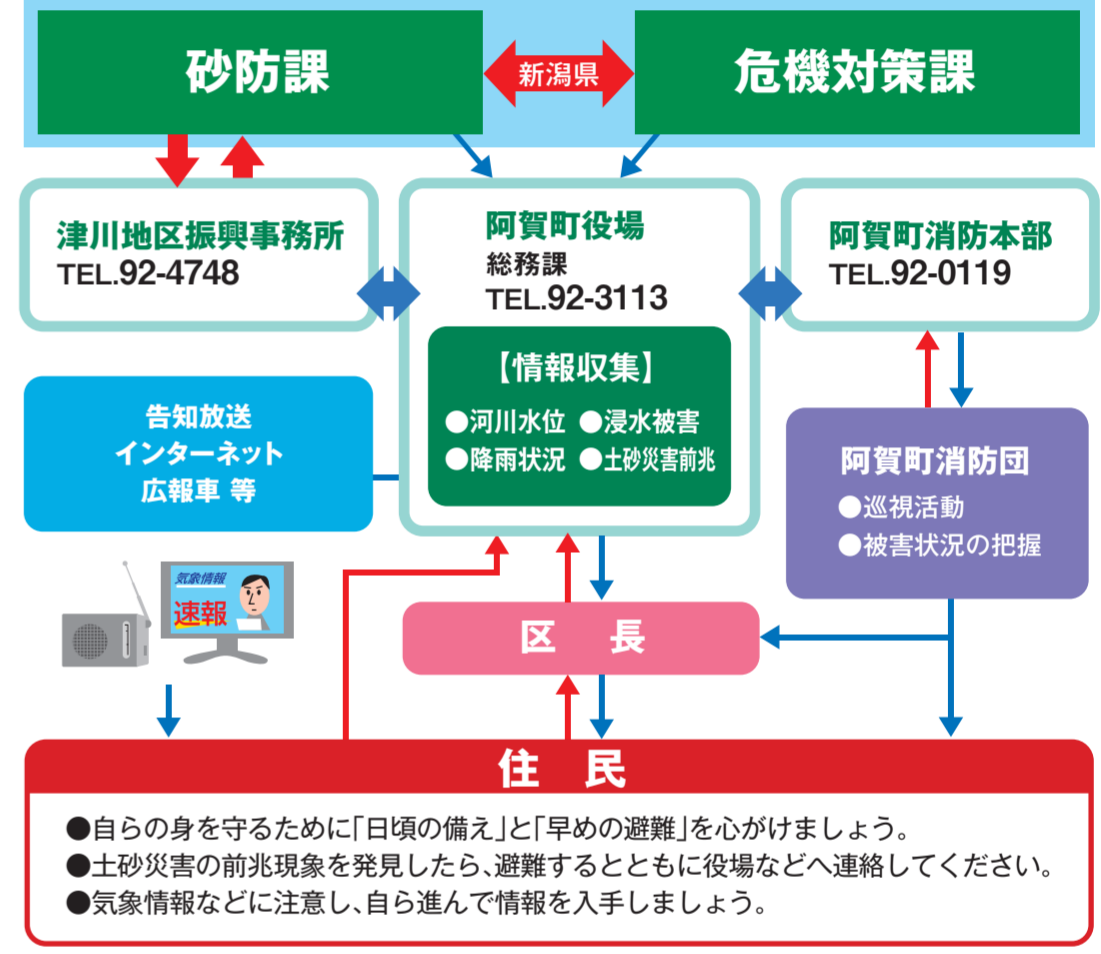 砂防課
新潟県
危機対策課
津川地区振興事務所
TEL.92-4748
阿賀町役場
総務課
TEL.92-3113
阿賀町消防本部
TEL.92-0119
【情報収集】
●河川水位 ●浸水被害
●降雨状況 ●土砂災害前兆
告知放送
インターネット
広報車 等
阿賀町消防団
●巡視活動
●被害状況の把握
気象情報
速報
区 長
住 民
●自らの身を守るために「日頃の備え」と「早めの避難」を心がけましょう。
●土砂災害の前兆現象を発見したら、避難するとともに役場などへ連絡してください。
●気象情報などに注意し、自ら進んで情報を入手しましょう。